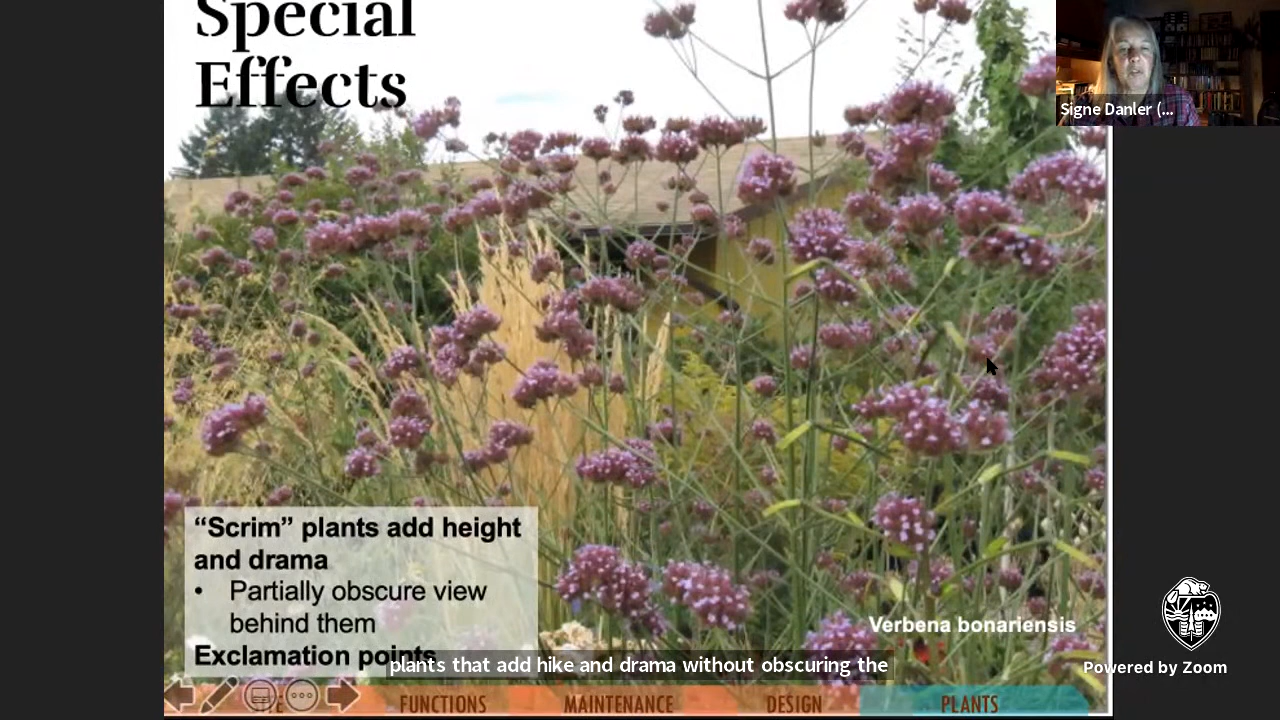 Special
Effects
Signe Danler (...
“Scrim” plants add height
and drama
• Partially obscure view
behind them
Exclamation points
Verbena bonariensis
plants that add hike and drama without obscuring the
Powered by Zoom
FUNCTIONS
MAINTENANCE
DESIGN
PLANTS